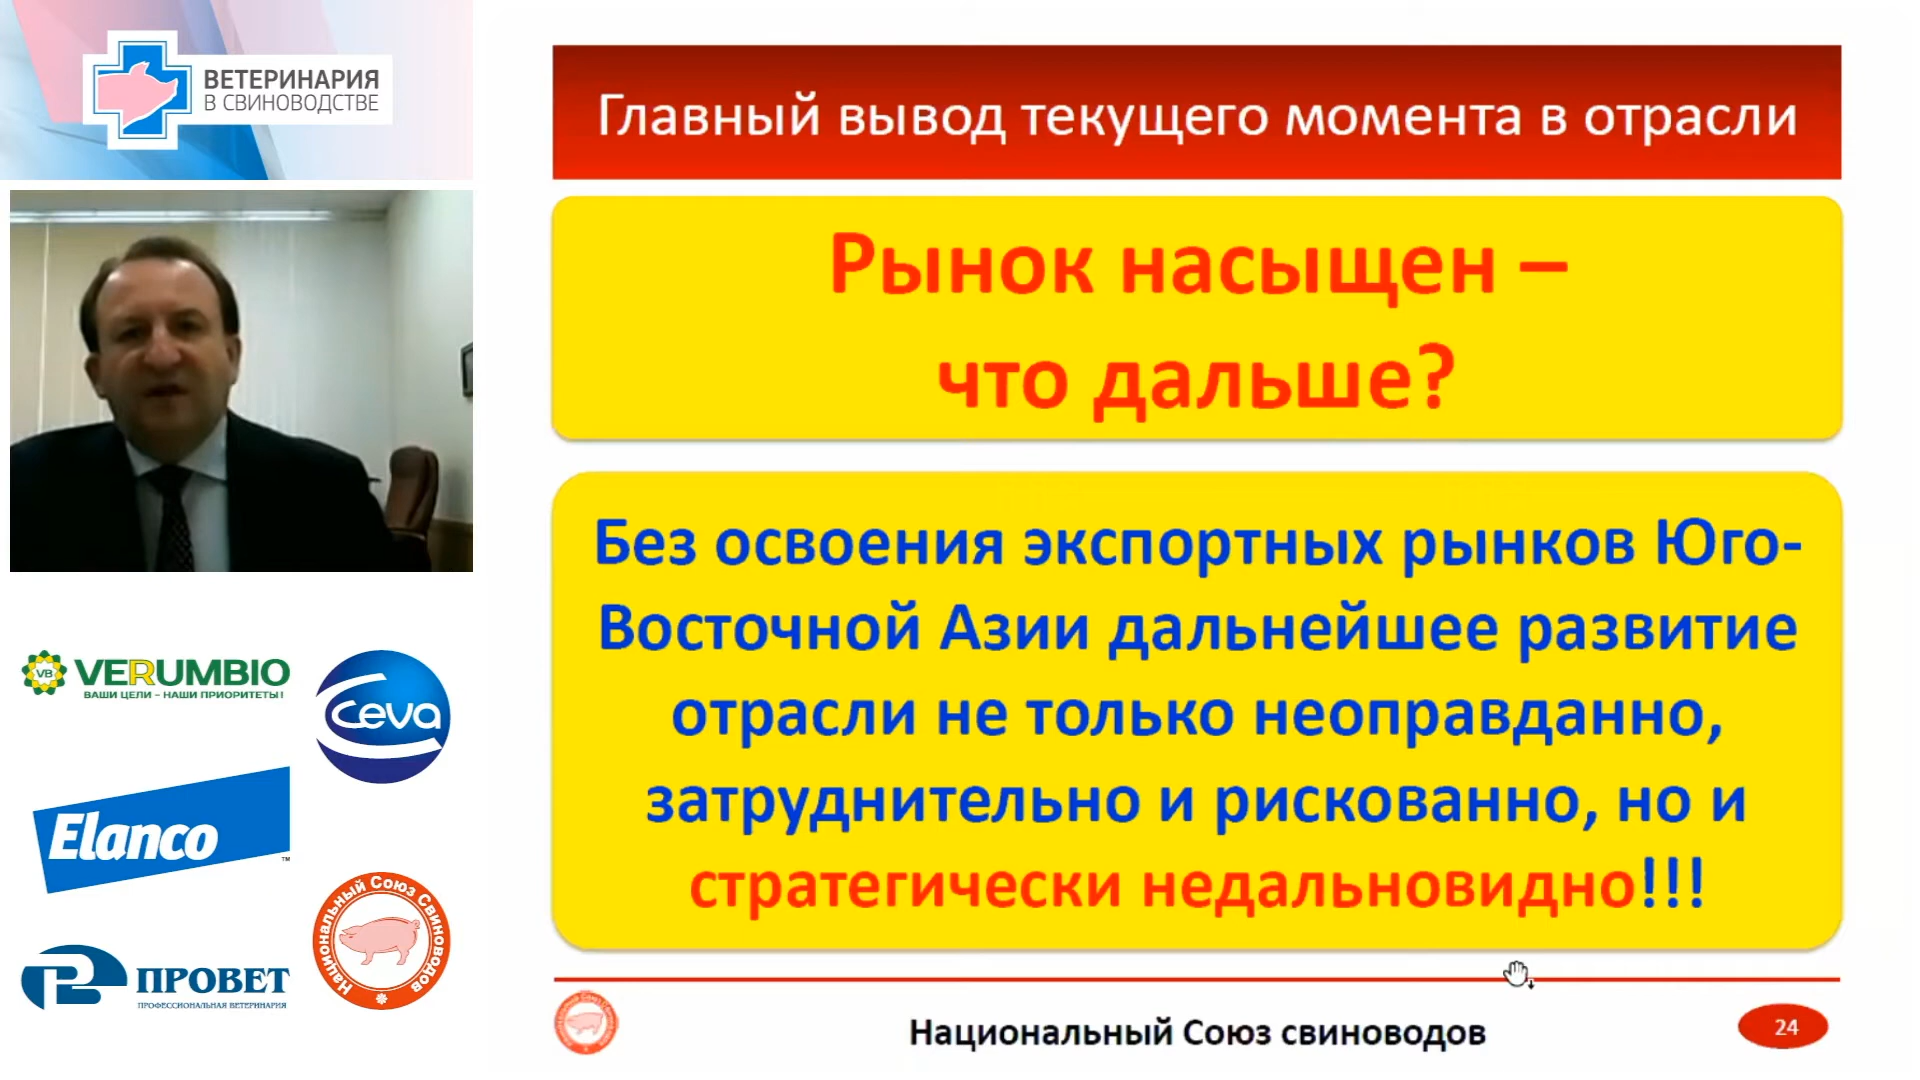 ВЕТЕРИНАРИЯ
В СВИНОВОДСТВЕ
Главный вывод текущего момента в отрасли
Рынок насыщен –
что дальше?
Без освоения экспортных рынков Юго-
Восточной Азии дальнейшее развитие
отрасли не только неоправданно,
затруднительно и рискованно, но и
стратегически недальновидно!!!
VB VERUMBIO
ВАШИ ЦЕЛИ – НАШИ ПРИОРИТЕТЫ!
Ceva
Elanco
TM
Национальный Союз Свиноводов
ПРОВЕТ
ПРОФЕССИОНАЛЬНАЯ ВЕТЕРИНАРИЯ
Национальный Союз свиноводов
24